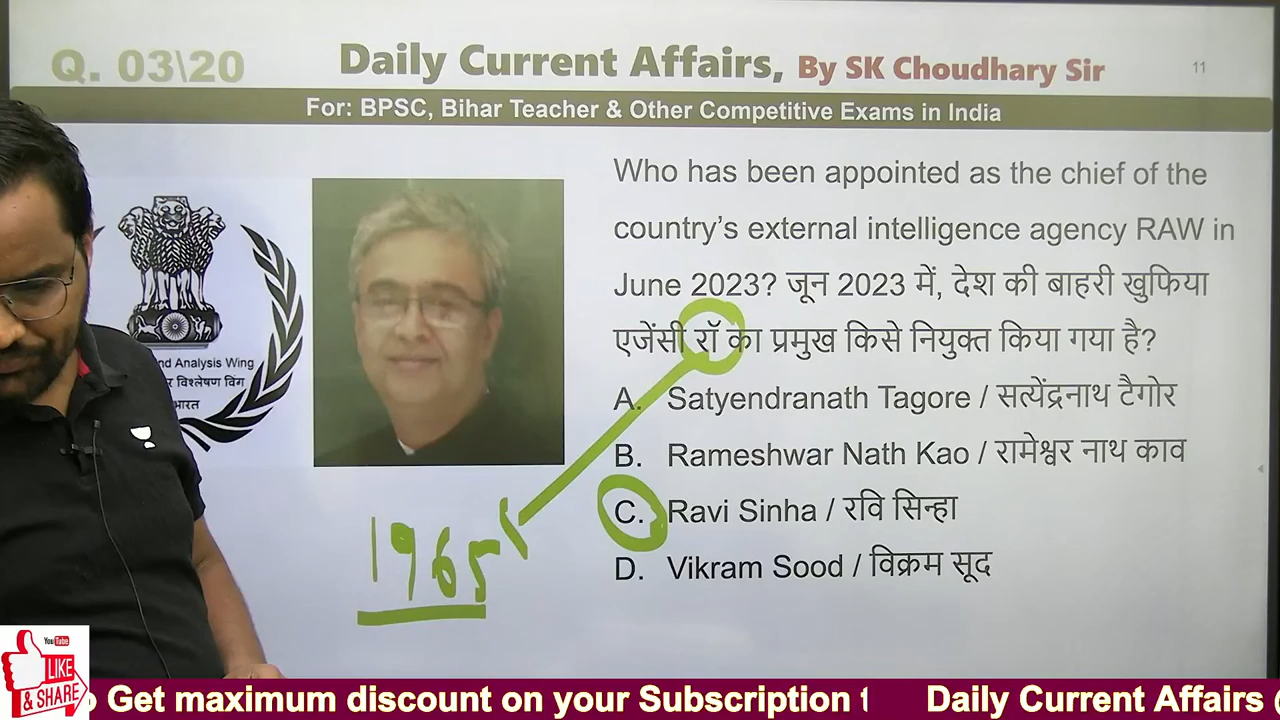 Q. 03\20
Daily Current Affairs, By SK Choudhary Sir
11
For: BPSC, Bihar Teacher & Other Competitive Exams in India
Who has been appointed as the chief of the
country's external intelligence agency RAW in
June 2023? जून 2023 में, देश की बाहरी खुफिया
एजेंसी रॉ का प्रमुख किसे नियुक्त किया गया है?
A. Satyendranath Tagore / सत्येंद्रनाथ टैगोर
B. Rameshwar Nath Kao / रामेश्वर नाथ काव
C. Ravi Sinha / रवि सिन्हा
D. Vikram Sood / विक्रम सूद
nd Analysis Wing
विश्लेषण विंग
भारत
1965
YouTube
LIKE
& SHARE
Get maximum discount on your Subscription
Daily Current Affairs